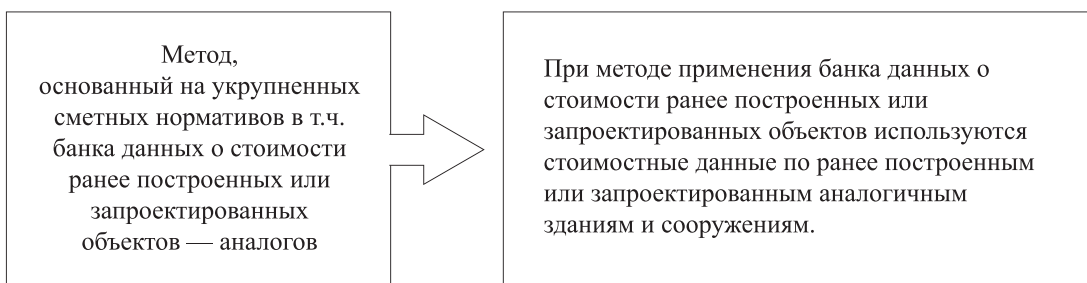 Метод,
основанный на укрупненных
сметных нормативов в т.ч.
банка данных о стоимости
ранее построенных или
запроектированных
объектов — аналогов
При методе применения банка данных о
стоимости ранее построенных или
запроектированных объектов используются
стоимостные данные по ранее построенным
или запроектированным аналогичным
зданиям и сооружениям.